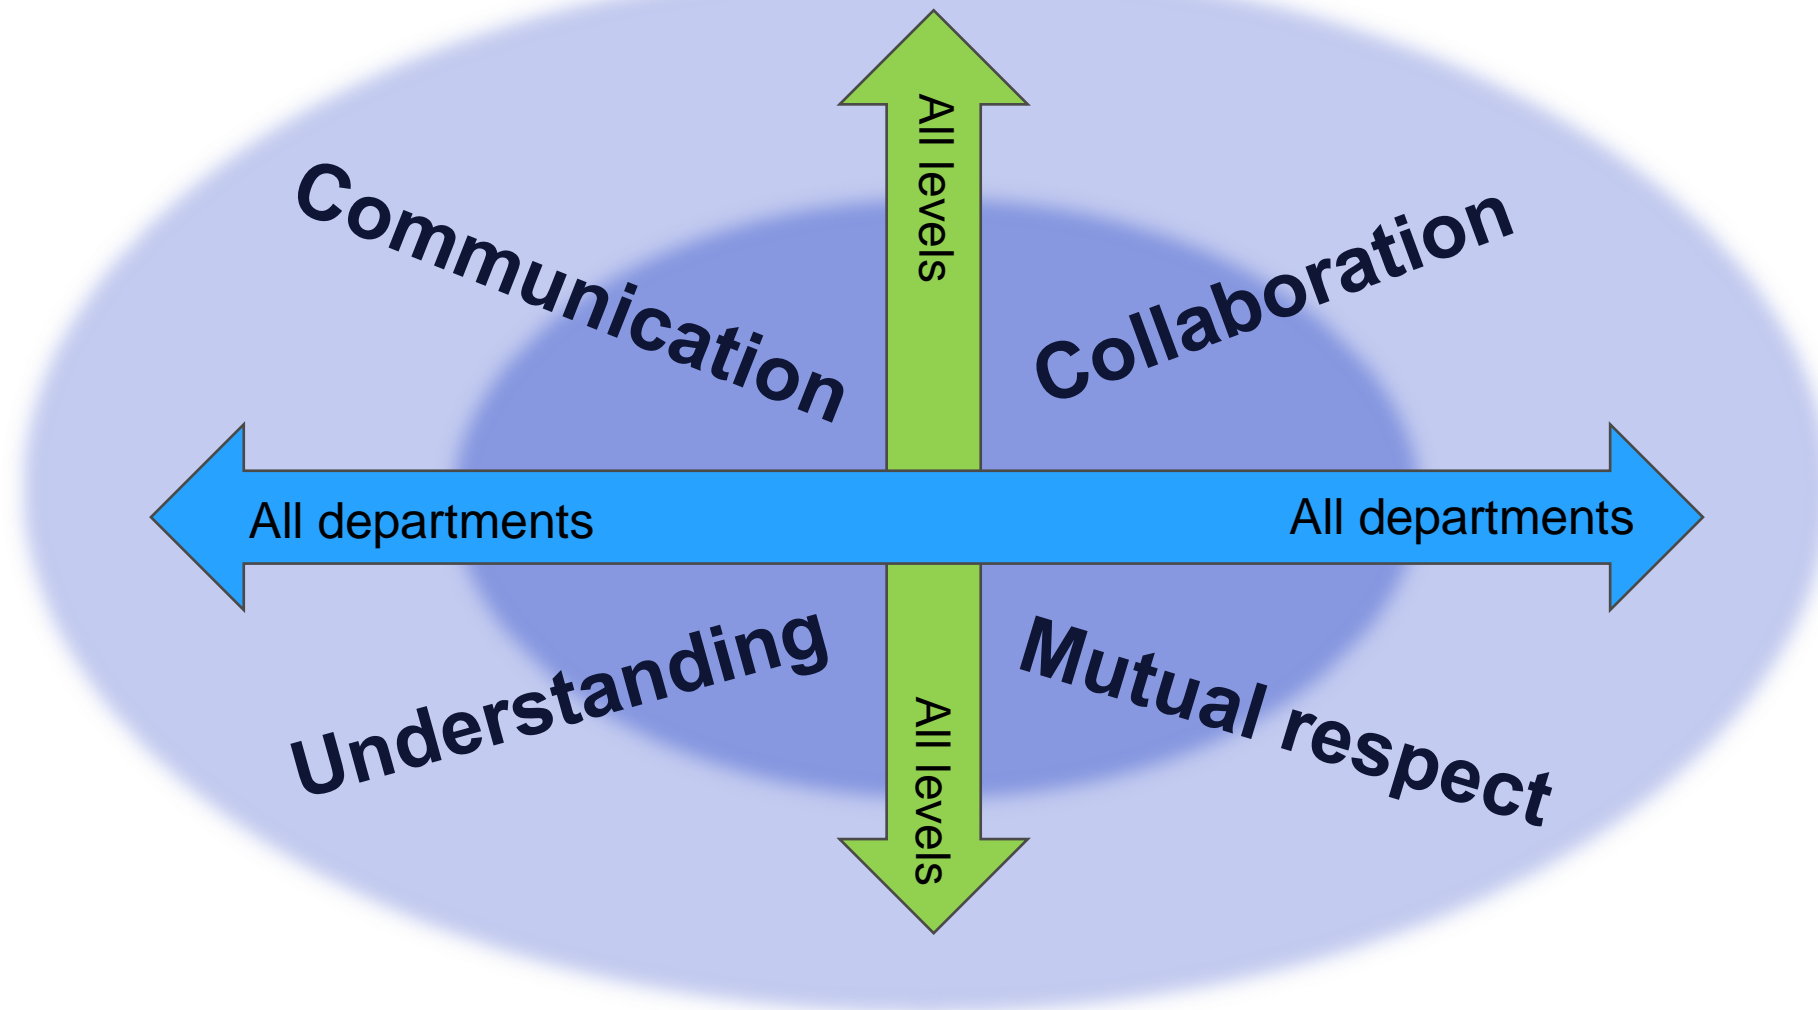 All levels
Communication
Collaboration
All departments
All departments
Understanding
Mutual respect
All levels